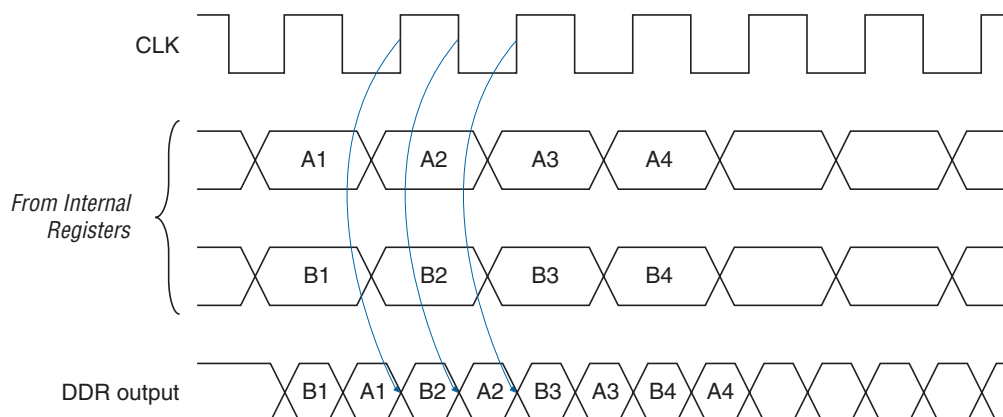 CLK
A1 A2 A3 A4
From Internal
Registers
B1 B2 B3 B4
DDR output B1 A1 B2 A2 B3 A3 B4 A4